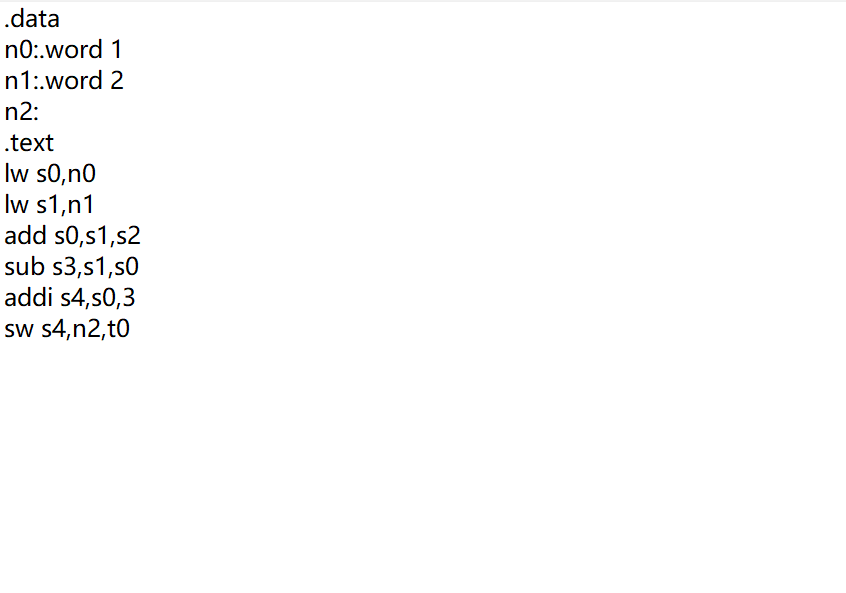 .data
n0:.word 1
n1:.word 2
n2:
.text
lw s0,n0
lw s1,n1
add s0,s1,s2
sub s3,s1,s0
addi s4,s0,3
sw s4,n2,t0